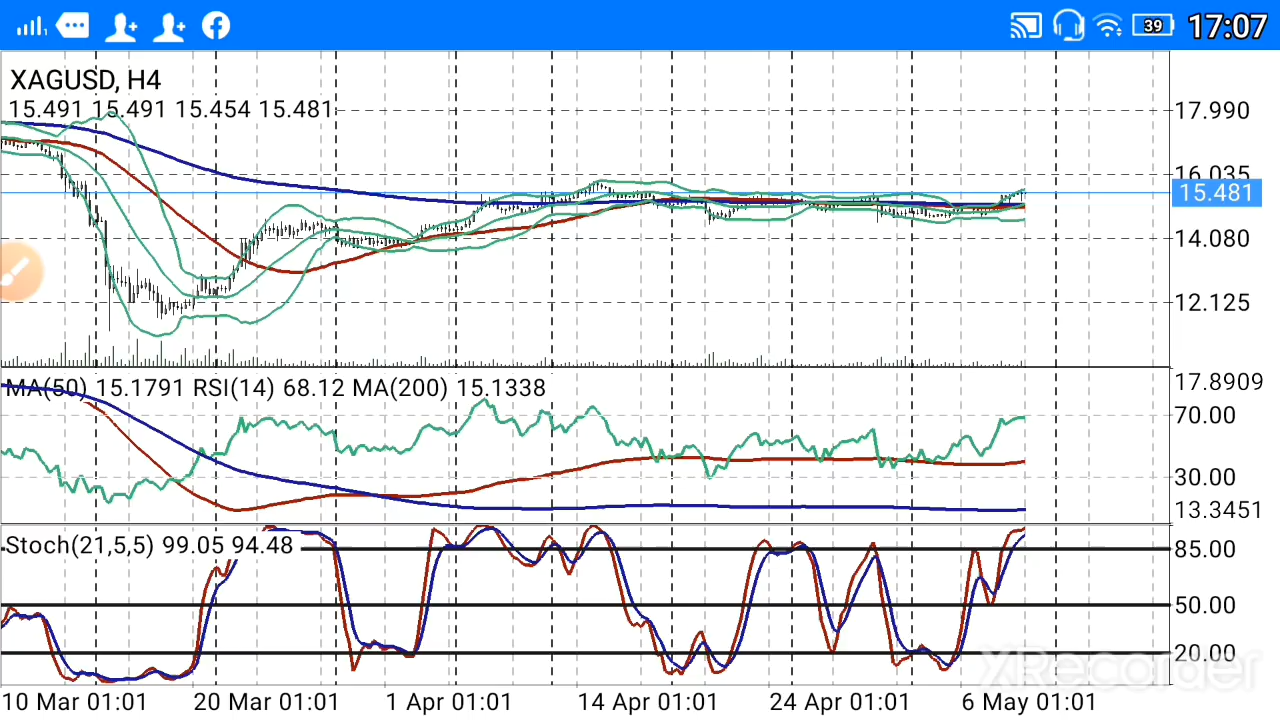 39 17:07
XAGUSD, H4
15.491 15.491 15.454 15.481
17.990
16.035
15.481
14.080
12.125
MA(50) 15.1791 RSI(14) 68.12 MA(200) 15.1338
17.8909
70.00
30.00
13.3451
Stoch(21,5,5) 99.05 94.48
85.00
50.00
20.00
XRecorder
10 Mar 01:01 20 Mar 01:01 1 Apr 01:01 14 Apr 01:01 24 Apr 01:01 6 May 01:01